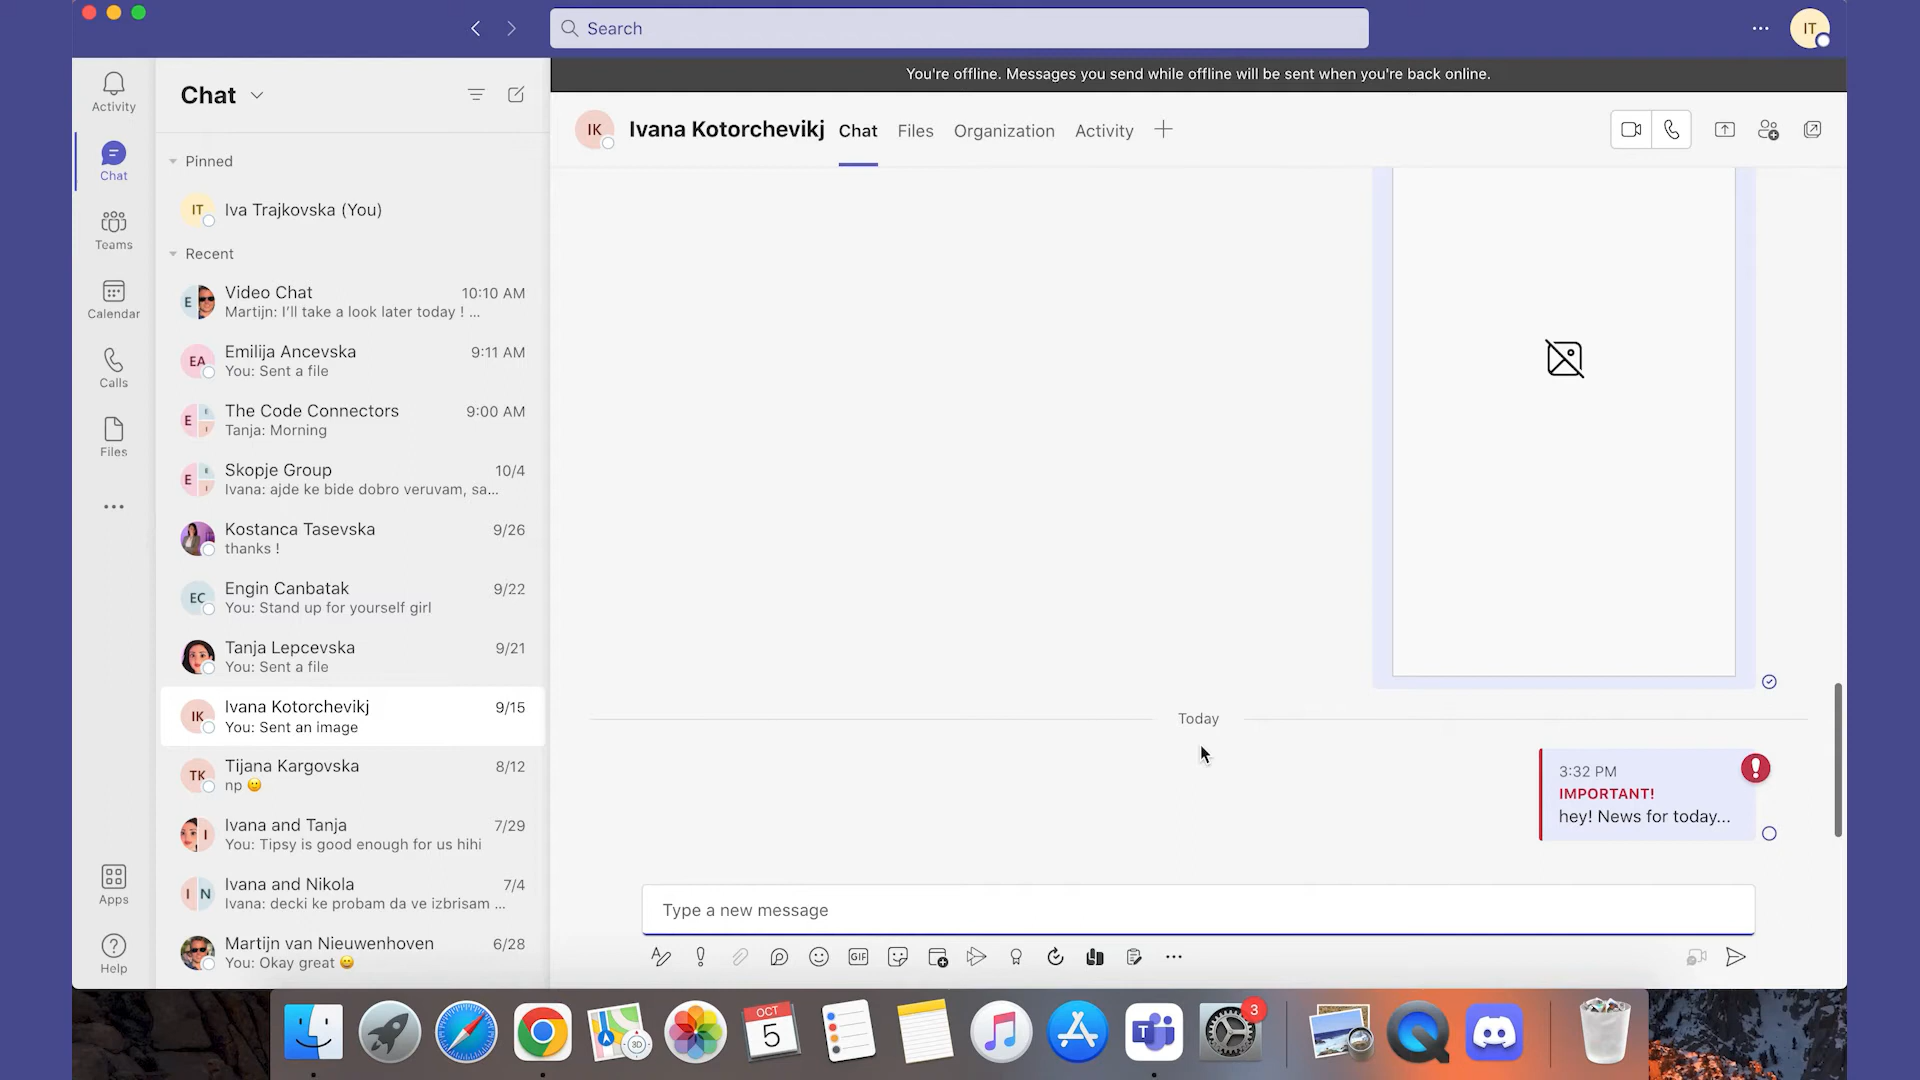 Search
IT
You're offline. Messages you send while offline will be sent when you're back online.
Activity
Chat
Teams
Calendar
Calls
Files
Apps
Help
Chat
Pinned
IT
Iva Trajkovska (You)
Recent
E
Video Chat
10:10 AM
Martijn: I'll take a look later today ! ...
EA
Emilija Ancevska
9:11 AM
You: Sent a file
E
The Code Connectors
9:00 AM
Tanja: Morning
E
Skopje Group
10/4
Ivana: ajde ke bide dobro veruvam, sa...
Kostanca Tasevska
9/26
thanks !
EC
Engin Canbatak
9/22
You: Stand up for yourself girl
Tanja Lepcevska
9/21
You: Sent a file
IK
Ivana Kotorchevikj
9/15
You: Sent an image
TK
Tijana Kargovska
8/12
np 🙂
I
Ivana and Tanja
7/29
You: Tipsy is good enough for us hihi
I N
Ivana and Nikola
7/4
Ivana: decki ke probam da ve izbrisam ...
Martijn van Nieuwenhoven
6/28
You: Okay great 😀
IK
Ivana Kotorchevikj
Chat
Files
Organization
Activity
Today
3:32 PM
IMPORTANT!
hey! News for today...
Type a new message
GIF
3D
OCT
5
3